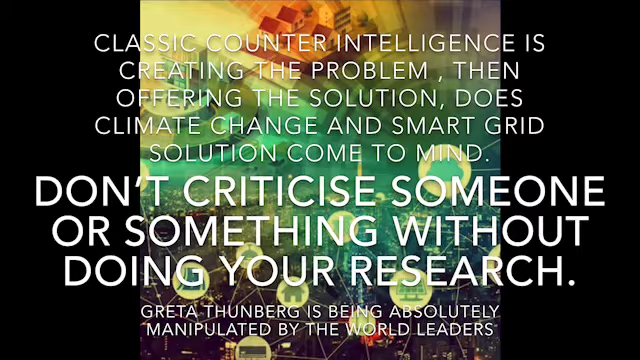 CLASSIC COUNTER INTELLIGENCE IS
CREATING THE PROBLEM , THEN
OFFERING THE SOLUTION, DOES
CLIMATE CHANGE AND SMART GRID
SOLUTION COME TO MIND.
DON'T CRITICISE SOMEONE
OR SOMETHING WITHOUT
DOING YOUR RESEARCH.
GRETA THUNBERG IS BEING ABSOLUTELY
MANIPULATED BY THE WORLD LEADERS